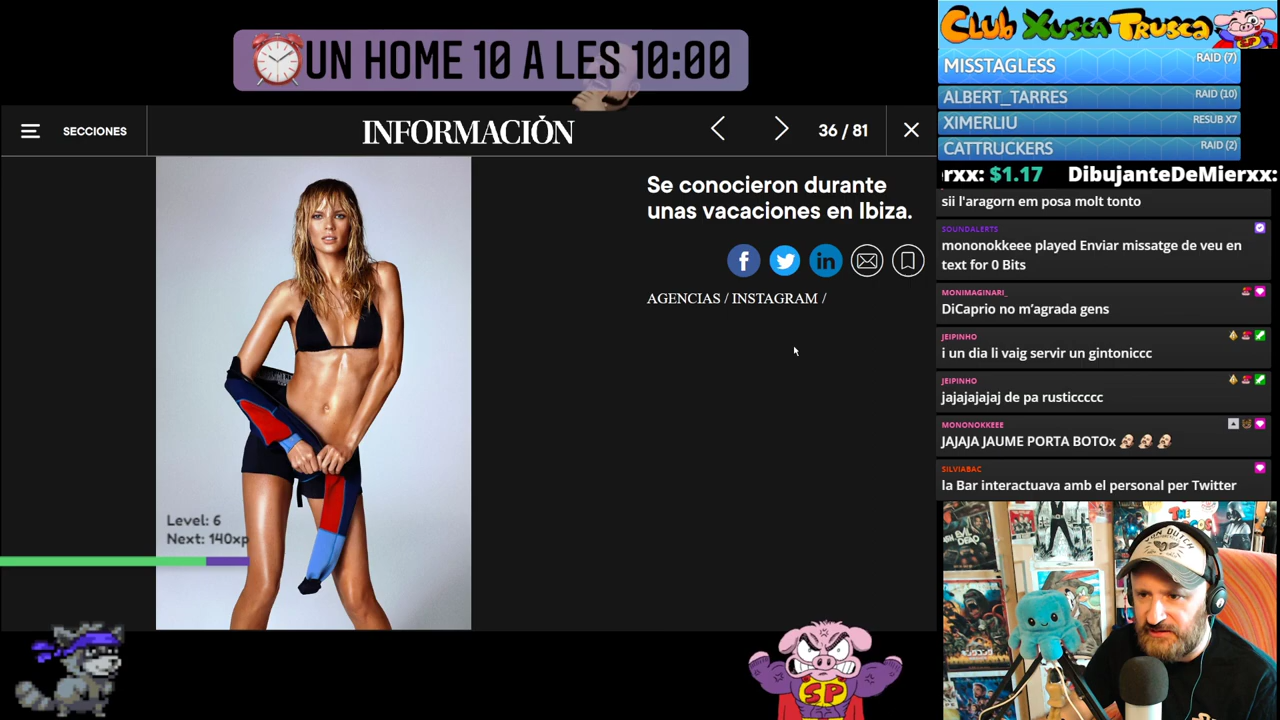 UN HOME 10 A LES 10:00
SECCIONES
INFORMACIÓN
36 / 81
Se conocieron durante
unas vacaciones en Ibiza.
AGENCIAS / INSTAGRAM /
Level: 6
Next: 140xp
SP
Club Xusca Trusca
SP
MISSTAGLESS RAID (7)
ALBERT_TARRES RAID (10)
XIMERLIU RESUB X7
CATTRUCKERS RAID (2)
erxx: $1.17 DibujanteDeMierxx:
sii l'aragorn em posa molt tonto
SOUNDALERTS
mononokkeee played Enviar missatge de veu en
text for 0 Bits
MONIMAGINARI_
DiCaprio no m'agrada gens
JEIPINHO
i un dia li vaig servir un gintoniccc
JEIPINHO
jajajajajaj de pa rusticcccc
MONONOKKEEE
JAJAJA JAUME PORTA BOTOx
SILVIABAC
la Bar interactuava amb el personal per Twitter